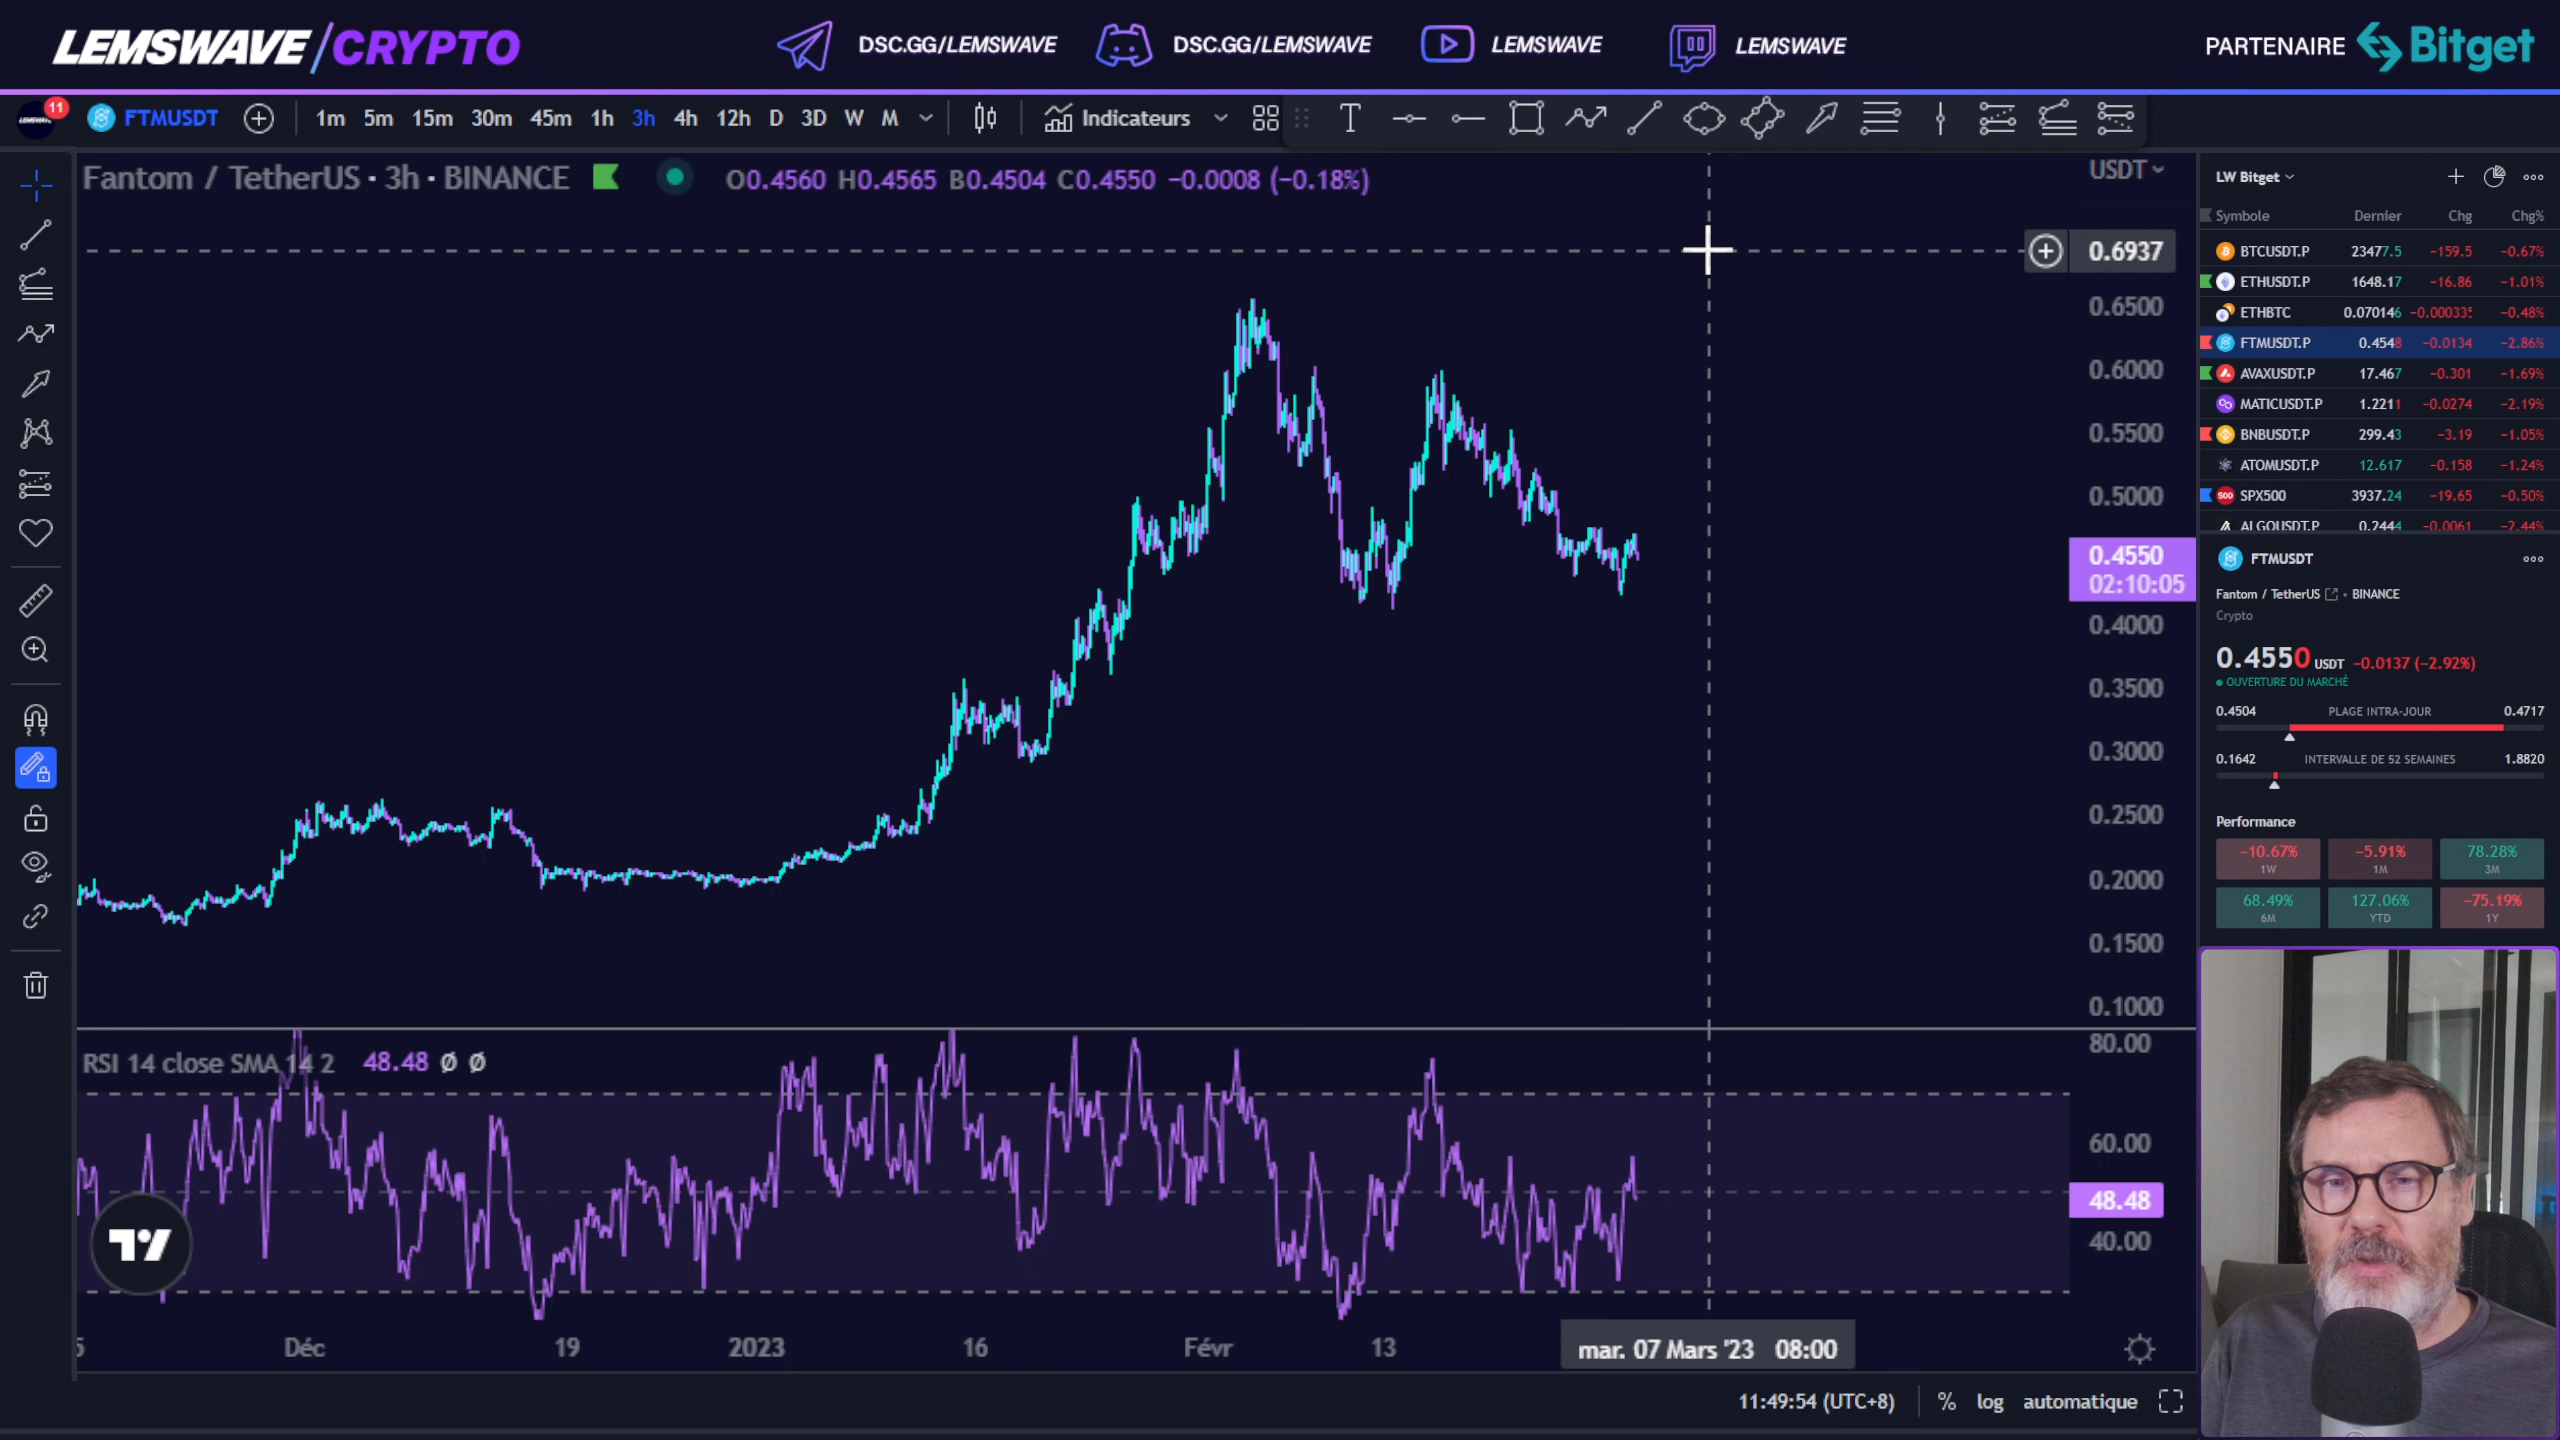 LEMSWAVE/CRYPTO
DSC.GG/LEMSWAVE
DSC.GG/LEMSWAVE
LEMSWAVE
LEMSWAVE
PARTENAIRE Bitget
11
FTMUSDT
1m 5m 15m 30m 45m 1h 3h 4h 12h D 3D W M
Indicateurs
Fantom / TetherUS · 3h · BINANCE
O0.4560 H0.4565 B0.4504 C0.4550 −0.0008 (−0.18%)
USDT
0.6937
0.6500
0.6000
0.5500
0.5000
0.4550
02:10:05
0.4000
0.3500
0.3000
0.2500
0.2000
0.1500
0.1000
RSI 14 close SMA 14 2 48.48 Ø Ø
80.00
60.00
48.48
40.00
Déc 19 2023 16 Févr 13
mar. 07 Mars '23 08:00
11:49:54 (UTC+8) % log automatique
LW Bitget
Symbole Dernier Chg Chg%
BTCUSDT.P 23477.5 −159.5 −0.67%
ETHUSDT.P 1648.17 −16.86 −1.01%
ETHBTC 0.070146 −0.000335 −0.48%
FTMUSDT.P 0.4548 −0.0134 −2.86%
AVAXUSDT.P 17.467 −0.301 −1.69%
MATICUSDT.P 1.2211 −0.0274 −2.19%
BNBUSDT.P 299.43 −3.19 −1.05%
ATOMUSDT.P 12.617 −0.158 −1.24%
500 SPX500 3937.24 −19.65 −0.50%
ALGOUSDT.P 0.2444 −0.0061 −2.44%
FTMUSDT
Fantom / TetherUS · BINANCE
Crypto
0.4550 USDT −0.0137 (−2.92%)
OUVERTURE DU MARCHÉ
0.4504 PLAGE INTRA-JOUR 0.4717
0.1642 INTERVALLE DE 52 SEMAINES 1.8820
Performance
−10.67% −5.91% 78.28%
1W 1M 3M
68.49% 127.06% −75.19%
6M YTD 1Y